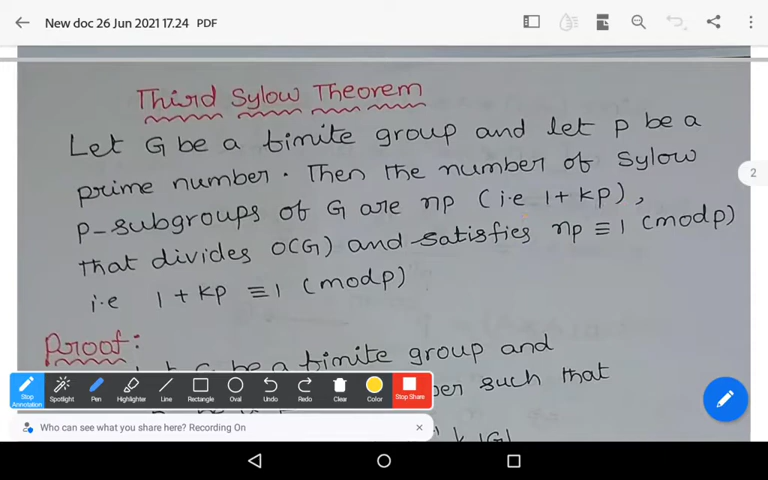 New doc 26 Jun 2021 17.24 PDF
Third Sylow Theorem
Let G be a finite group and let p be a
prime number. Then the number of Sylow
2
p-subgroups of G are np (i.e 1+kp),
that divides O(G) and satisfies np ≡ 1 (mod p)
i.e 1+kp ≡ 1 (mod p)
Proof:
be a finite group and
such that
Stop Annotation Spotlight Pen Highlighter Line Rectangle Oval Undo Redo Clear Color Stop Share
Who can see what you share here? Recording On